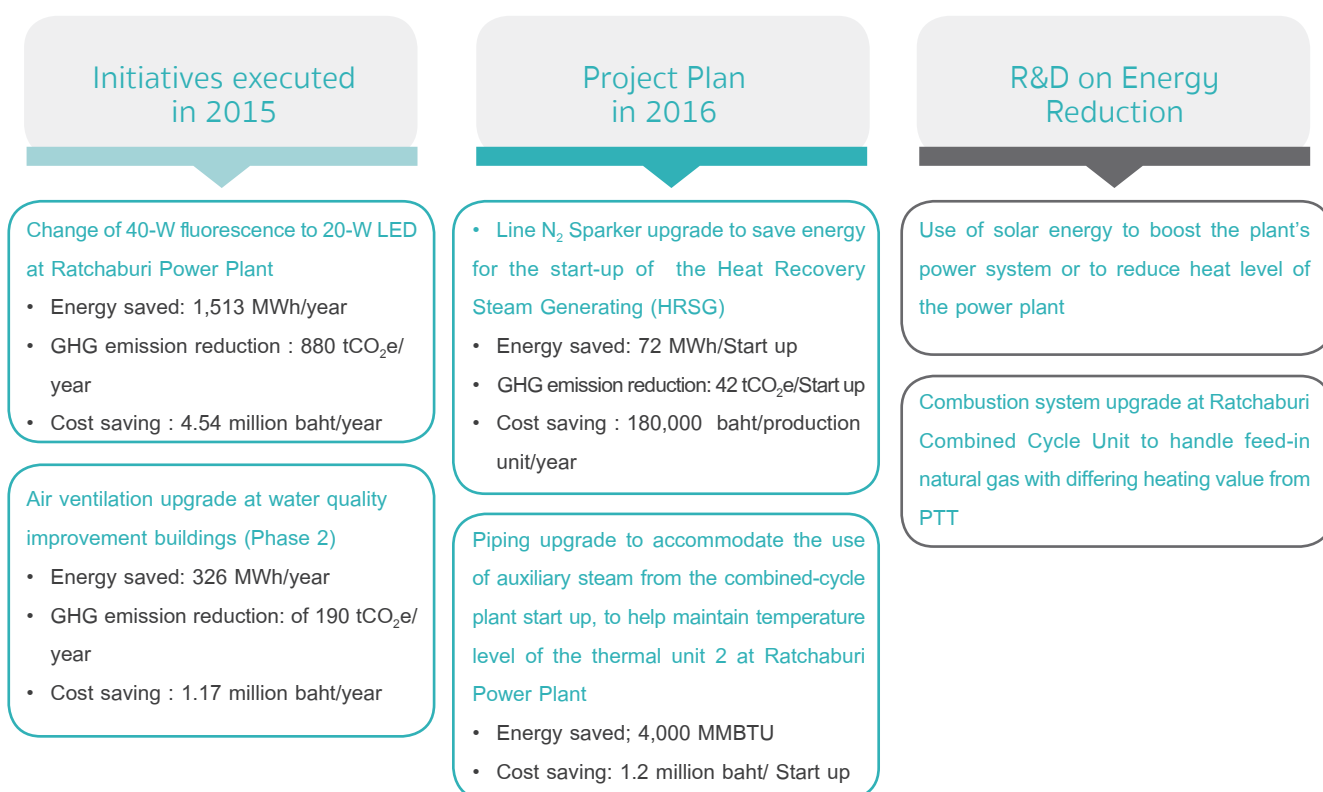 Initiatives executed
in 2015
Change of 40-W fluorescence to 20-W LED
at Ratchaburi Power Plant
• Energy saved: 1,513 MWh/year
• GHG emission reduction : 880 tCO₂e/
year
• Cost saving : 4.54 million baht/year
Air ventilation upgrade at water quality
improvement buildings (Phase 2)
• Energy saved: 326 MWh/year
• GHG emission reduction: of 190 tCO₂e/
year
• Cost saving : 1.17 million baht/year
Project Plan
in 2016
• Line N₂ Sparker upgrade to save energy
for the start-up of the Heat Recovery
Steam Generating (HRSG)
• Energy saved: 72 MWh/Start up
• GHG emission reduction: 42 tCO₂e/Start up
• Cost saving : 180,000 baht/production
unit/year
Piping upgrade to accommodate the use
of auxiliary steam from the combined-cycle
plant start up, to help maintain temperature
level of the thermal unit 2 at Ratchaburi
Power Plant
• Energy saved; 4,000 MMBTU
• Cost saving: 1.2 million baht/ Start up
R&D on Energy
Reduction
Use of solar energy to boost the plant's
power system or to reduce heat level of
the power plant
Combustion system upgrade at Ratchaburi
Combined Cycle Unit to handle feed-in
natural gas with differing heating value from
PTT